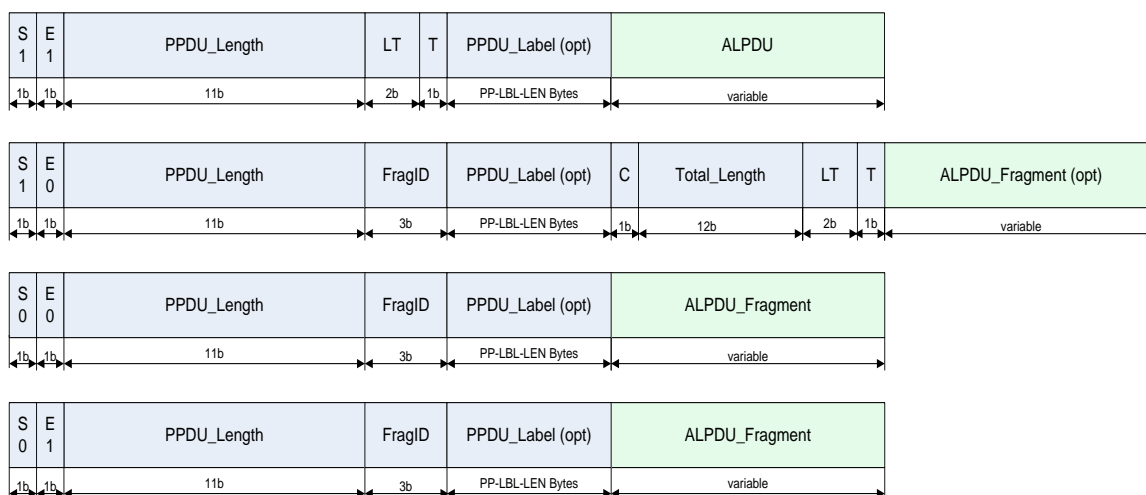 S E PPDU_Length LT T PPDU_Label (opt) ALPDU
1 1
1b 1b 11b 2b 1b PP-LBL-LEN Bytes variable
S E PPDU_Length FragID PPDU_Label (opt) C Total_Length LT T ALPDU_Fragment (opt)
1 0
1b 1b 11b 3b PP-LBL-LEN Bytes 1b 12b 2b 1b variable
S E PPDU_Length FragID PPDU_Label (opt) ALPDU_Fragment
0 0
1b 1b 11b 3b PP-LBL-LEN Bytes variable
S E PPDU_Length FragID PPDU_Label (opt) ALPDU_Fragment
0 1
1b 1b 11b 3b PP-LBL-LEN Bytes variable